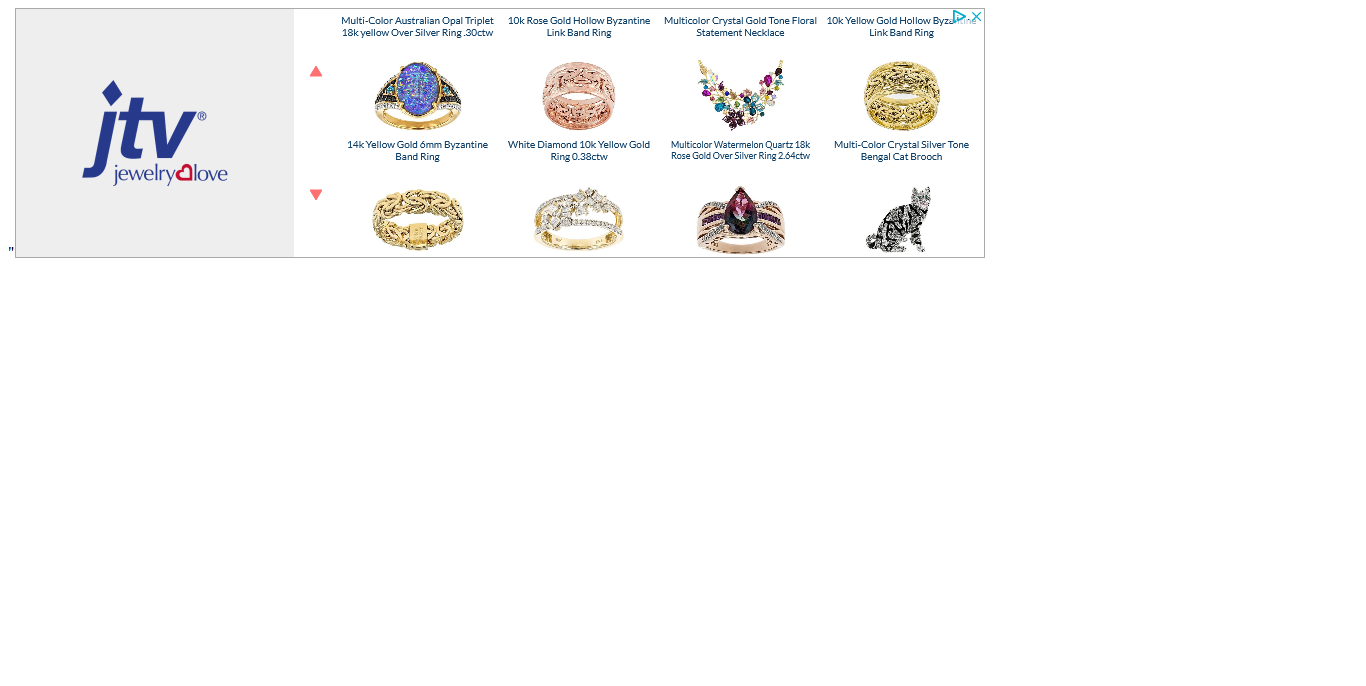 Multi-Color Australian Opal Triplet
18k yellow Over Silver Ring .30ctw
10k Rose Gold Hollow Byzantine
Link Band Ring
Multicolor Crystal Gold Tone Floral
Statement Necklace
10k Yellow Gold Hollow Byzantine
Link Band Ring
jtv®
jewelry love
14k Yellow Gold 6mm Byzantine
Band Ring
White Diamond 10k Yellow Gold
Ring 0.38ctw
Multicolor Watermelon Quartz 18k
Rose Gold Over Silver Ring 2.64ctw
Multi-Color Crystal Silver Tone
Bengal Cat Brooch
"